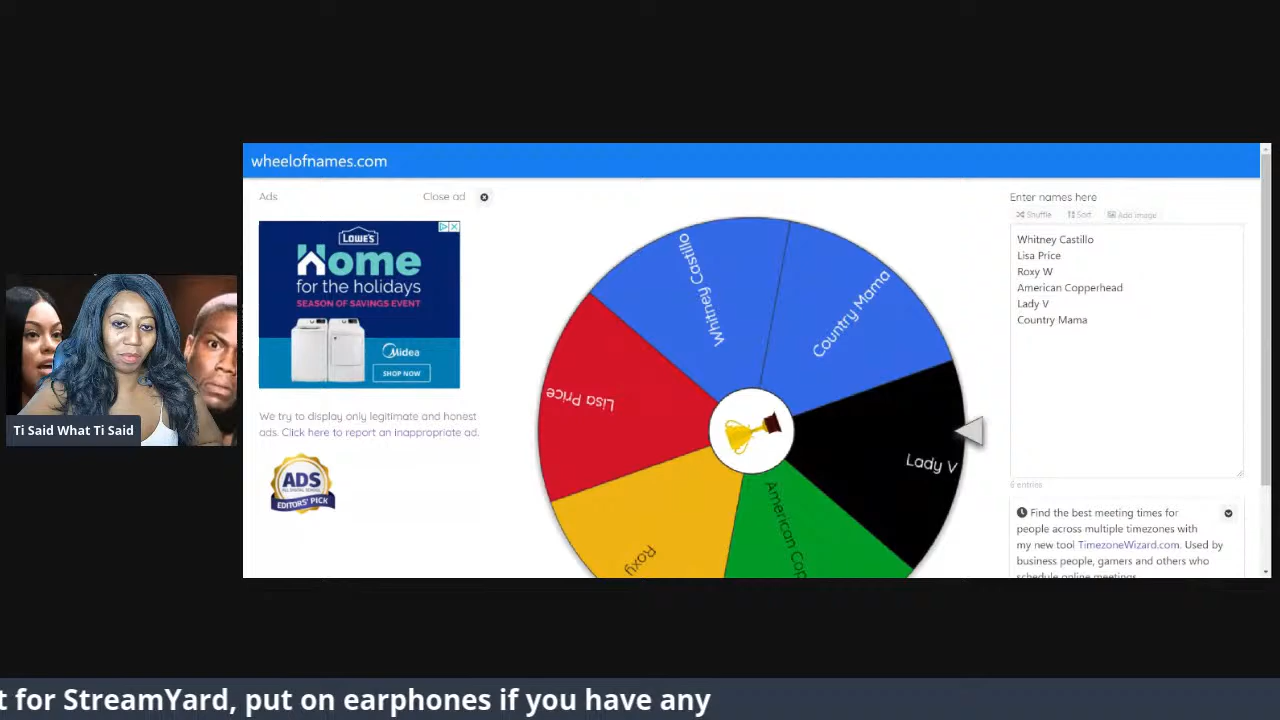 wheelofnames.com
Ads
Close ad
LOWE'S
Home
for the holidays
SEASON OF SAVINGS EVENT
Midea
SHOP NOW
We try to display only legitimate and honest
ads. Click here to report an inappropriate ad.
ADS
EDITORS' PICK
Whitney Castillo
Country Mama
Lisa Price
Lady V
Roxy
American Cop
Enter names here
Shuffle
Sort
Add image
Whitney Castillo
Lisa Price
Roxy W
American Copperhead
Lady V
Country Mama
6 entries
Find the best meeting times for
people across multiple timezones with
my new tool TimezoneWizard.com. Used by
business people, gamers and others who
schedule online meetings.
Ti Said What Ti Said
t for StreamYard, put on earphones if you have any